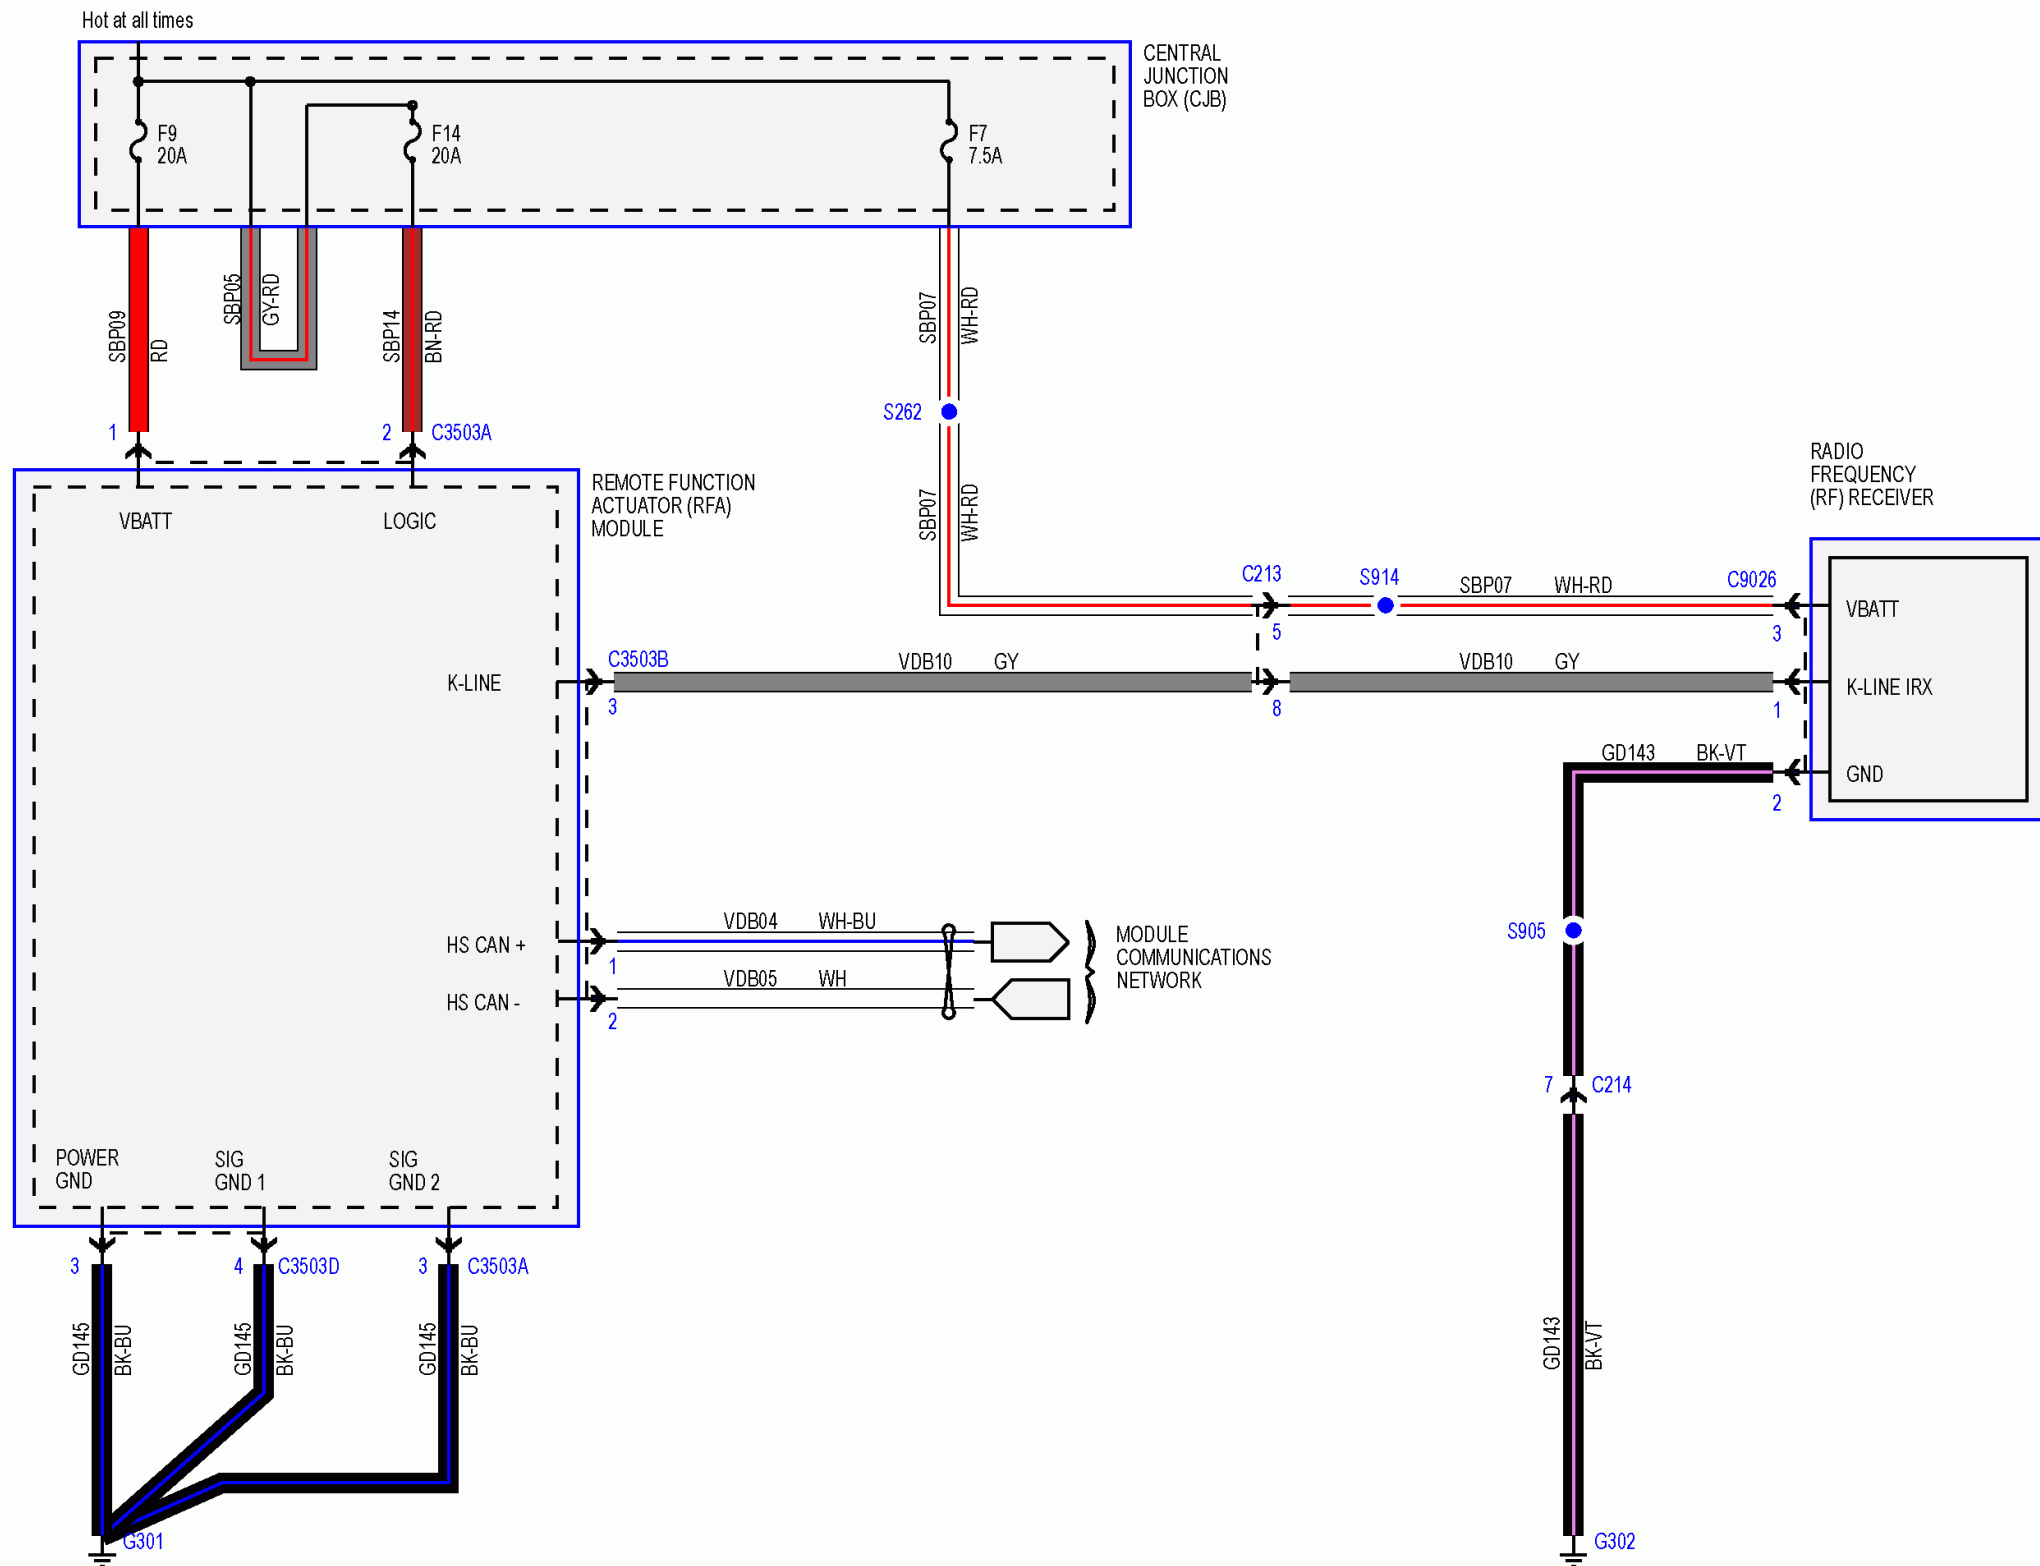 Hot at all times
CENTRAL
JUNCTION
BOX (CJB)
F9
20A
F14
20A
F7
7.5A
SBP09
RD
SBP05
GY-RD
SBP14
BN-RD
SBP07
WH-RD
1
2
C3503A
S262
SBP07
WH-RD
REMOTE FUNCTION
ACTUATOR (RFA)
MODULE
RADIO
FREQUENCY
(RF) RECEIVER
VBATT
LOGIC
C213
5
S914
SBP07
WH-RD
C9026
3
VBATT
K-LINE
C3503B
3
VDB10
GY
8
VDB10
GY
1
K-LINE IRX
GD143
BK-VT
2
GND
HS CAN +
1
VDB04
WH-BU
HS CAN -
2
VDB05
WH
MODULE
COMMUNICATIONS
NETWORK
S905
7
C214
POWER
GND
SIG
GND 1
SIG
GND 2
3
4
C3503D
3
C3503A
GD145
BK-BU
GD145
BK-BU
GD145
BK-BU
GD143
BK-VT
G301
G302